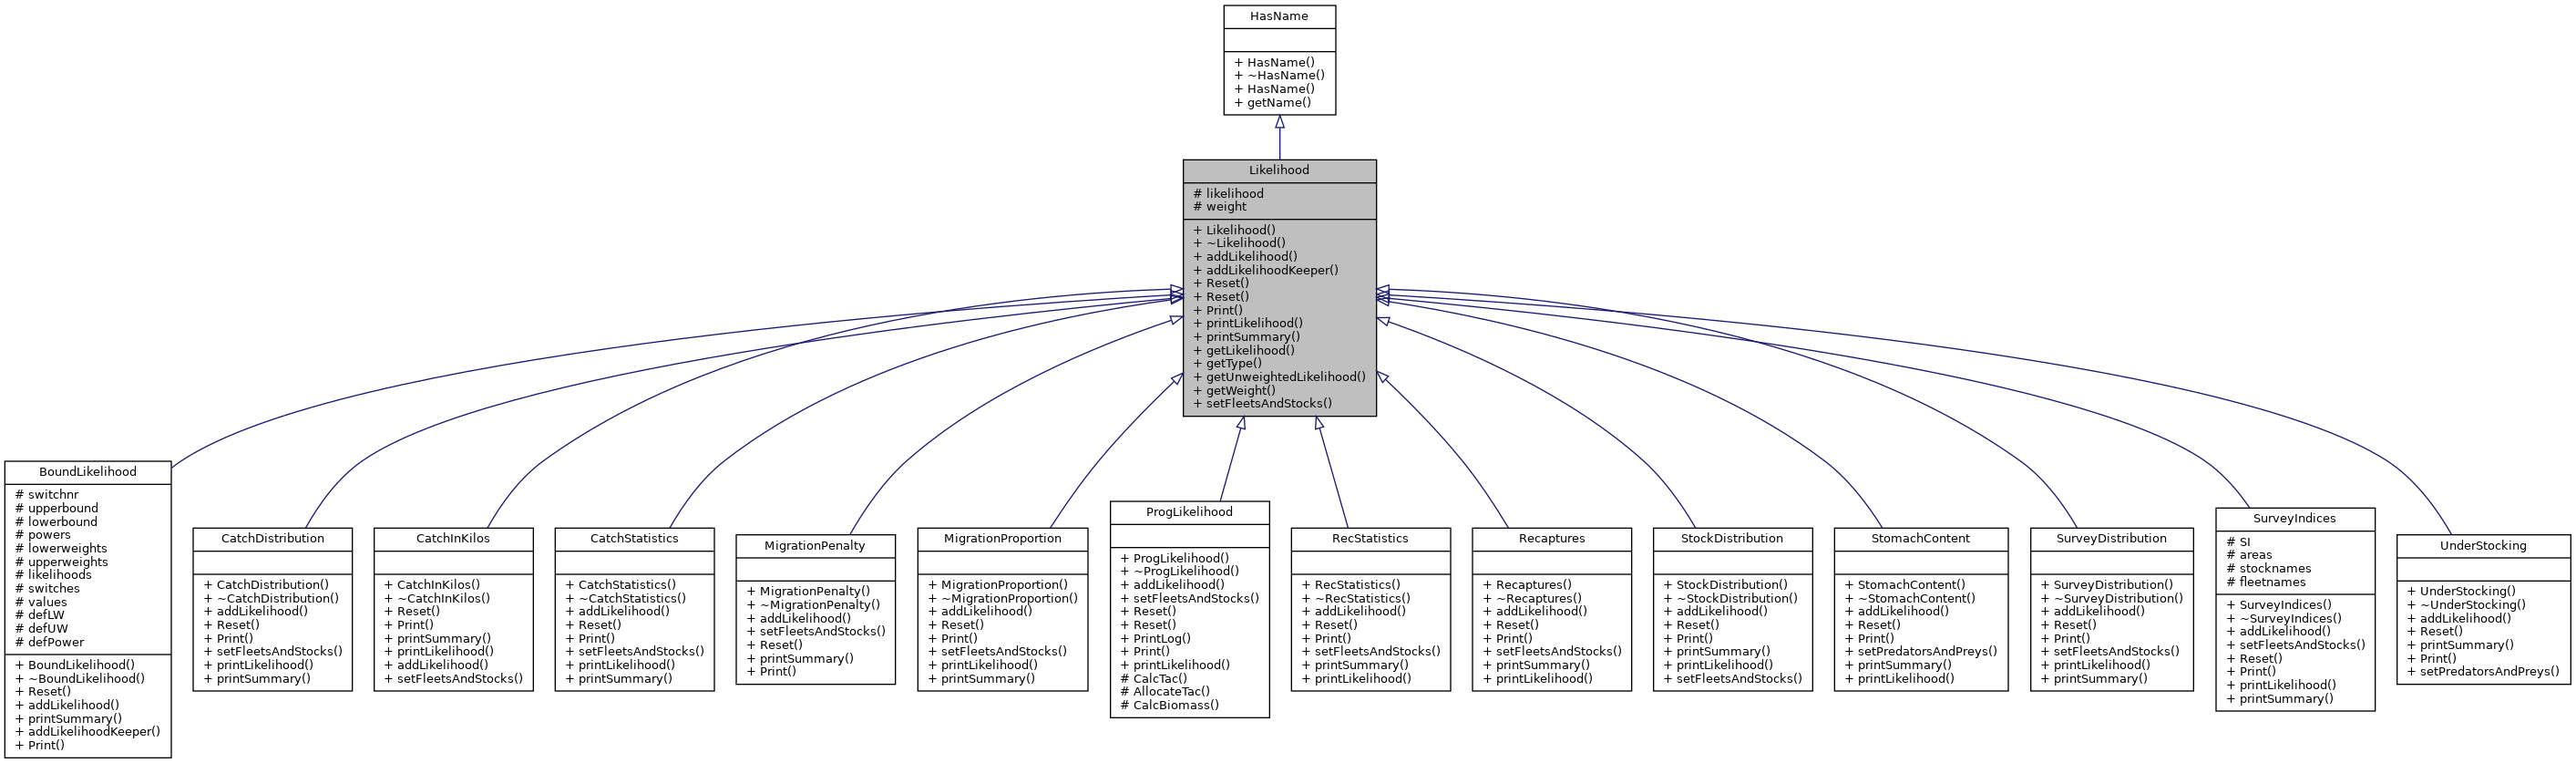 HasName
+ HasName()
+ ~HasName()
+ HasName()
+ getName()
Likelihood
# likelihood
# weight
+ Likelihood()
+ ~Likelihood()
+ addLikelihood()
+ addLikelihoodKeeper()
+ Reset()
+ Reset()
+ Print()
+ printLikelihood()
+ printSummary()
+ getLikelihood()
+ getType()
+ getUnweightedLikelihood()
+ getWeight()
+ setFleetsAndStocks()
BoundLikelihood
# switchnr
# upperbound
# lowerbound
# powers
# lowerweights
# upperweights
# likelihoods
# switches
# values
# defLW
# defUW
# defPower
+ BoundLikelihood()
+ ~BoundLikelihood()
+ Reset()
+ addLikelihood()
+ printSummary()
+ addLikelihoodKeeper()
+ Print()
CatchDistribution
+ CatchDistribution()
+ ~CatchDistribution()
+ addLikelihood()
+ Reset()
+ Print()
+ setFleetsAndStocks()
+ printLikelihood()
+ printSummary()
CatchInKilos
+ CatchInKilos()
+ ~CatchInKilos()
+ Reset()
+ Print()
+ printSummary()
+ printLikelihood()
+ addLikelihood()
+ setFleetsAndStocks()
CatchStatistics
+ CatchStatistics()
+ ~CatchStatistics()
+ addLikelihood()
+ Reset()
+ Print()
+ setFleetsAndStocks()
+ printLikelihood()
+ printSummary()
MigrationPenalty
+ MigrationPenalty()
+ ~MigrationPenalty()
+ addLikelihood()
+ setFleetsAndStocks()
+ Reset()
+ printSummary()
+ Print()
MigrationProportion
+ MigrationProportion()
+ ~MigrationProportion()
+ addLikelihood()
+ Reset()
+ Print()
+ setFleetsAndStocks()
+ printLikelihood()
+ printSummary()
ProgLikelihood
+ ProgLikelihood()
+ ~ProgLikelihood()
+ addLikelihood()
+ setFleetsAndStocks()
+ Reset()
+ Reset()
+ PrintLog()
+ Print()
+ printLikelihood()
# CalcTac()
# AllocateTac()
# CalcBiomass()
RecStatistics
+ RecStatistics()
+ ~RecStatistics()
+ addLikelihood()
+ Reset()
+ Print()
+ setFleetsAndStocks()
+ printSummary()
+ printLikelihood()
Recaptures
+ Recaptures()
+ ~Recaptures()
+ addLikelihood()
+ Reset()
+ Print()
+ setFleetsAndStocks()
+ printSummary()
+ printLikelihood()
StockDistribution
+ StockDistribution()
+ ~StockDistribution()
+ addLikelihood()
+ Reset()
+ Print()
+ printSummary()
+ printLikelihood()
+ setFleetsAndStocks()
StomachContent
+ StomachContent()
+ ~StomachContent()
+ addLikelihood()
+ Reset()
+ Print()
+ setPredatorsAndPreys()
+ printSummary()
+ printLikelihood()
SurveyDistribution
+ SurveyDistribution()
+ ~SurveyDistribution()
+ addLikelihood()
+ Reset()
+ Print()
+ setFleetsAndStocks()
+ printLikelihood()
+ printSummary()
SurveyIndices
# SI
# areas
# stocknames
# fleetnames
+ SurveyIndices()
+ ~SurveyIndices()
+ addLikelihood()
+ setFleetsAndStocks()
+ Reset()
+ Print()
+ printLikelihood()
+ printSummary()
UnderStocking
+ UnderStocking()
+ ~UnderStocking()
+ addLikelihood()
+ Reset()
+ printSummary()
+ Print()
+ setPredatorsAndPreys()